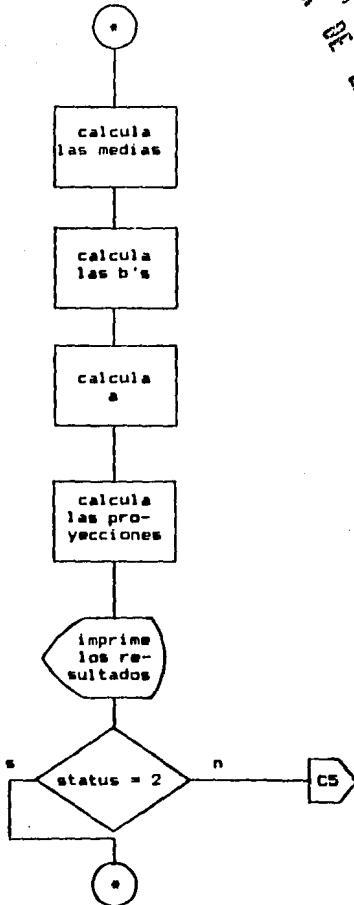 *
calcula
las medias
calcula
las b's
calcula
a
calcula
las pro-
yecciones
imprime
los re-
sultados
s
n
status = 2
C5
*